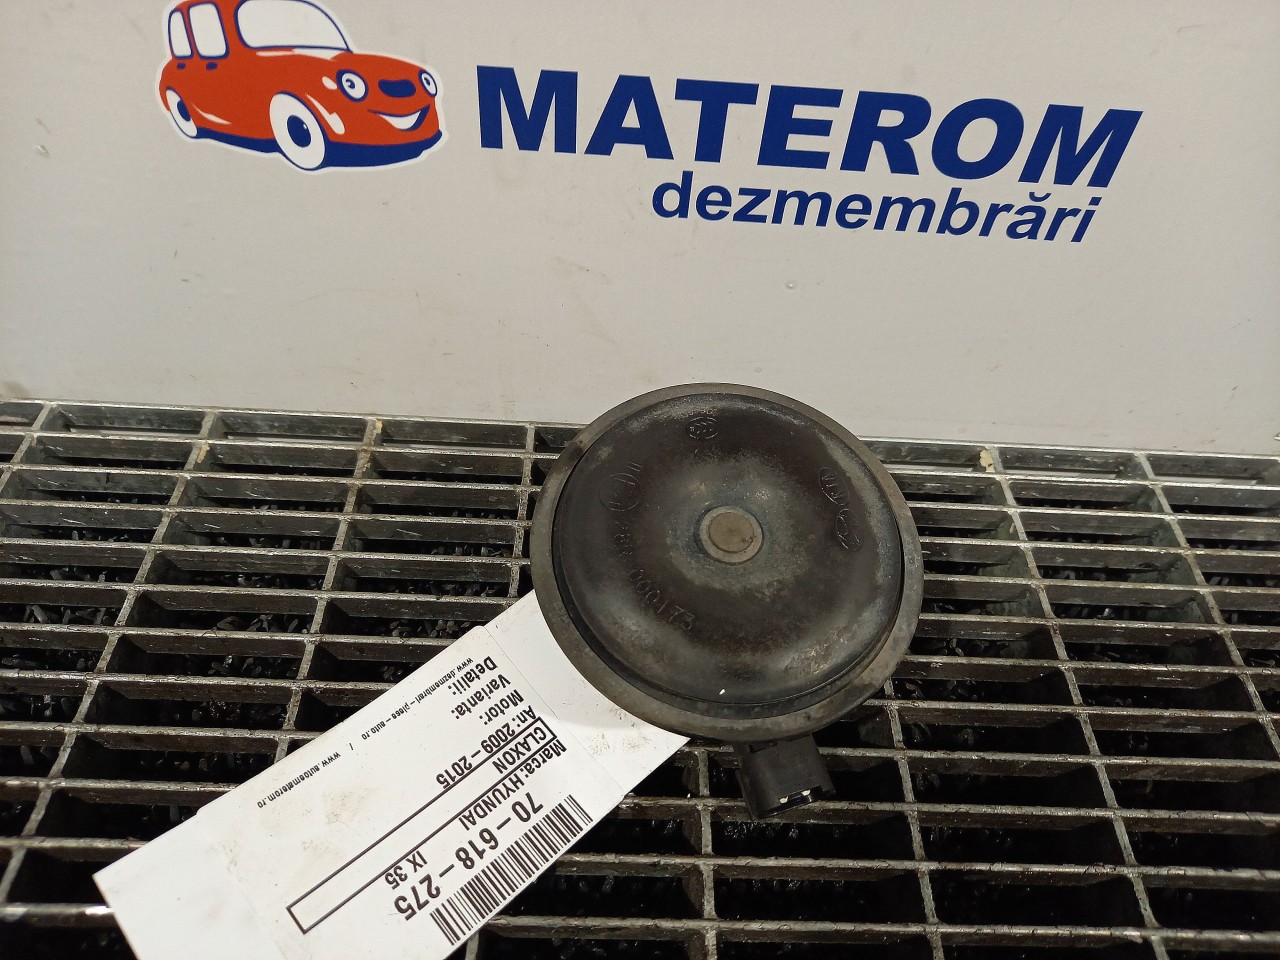 MATEROM
dezmembrări
000173
70-618-275
Marca: HYUNDAI IX 35
CLAXON
An: 2009-2015
Motor:
Varianta:
Detalii:
www.dezmembrari-piese-auto.ro / www.automaterom.ro